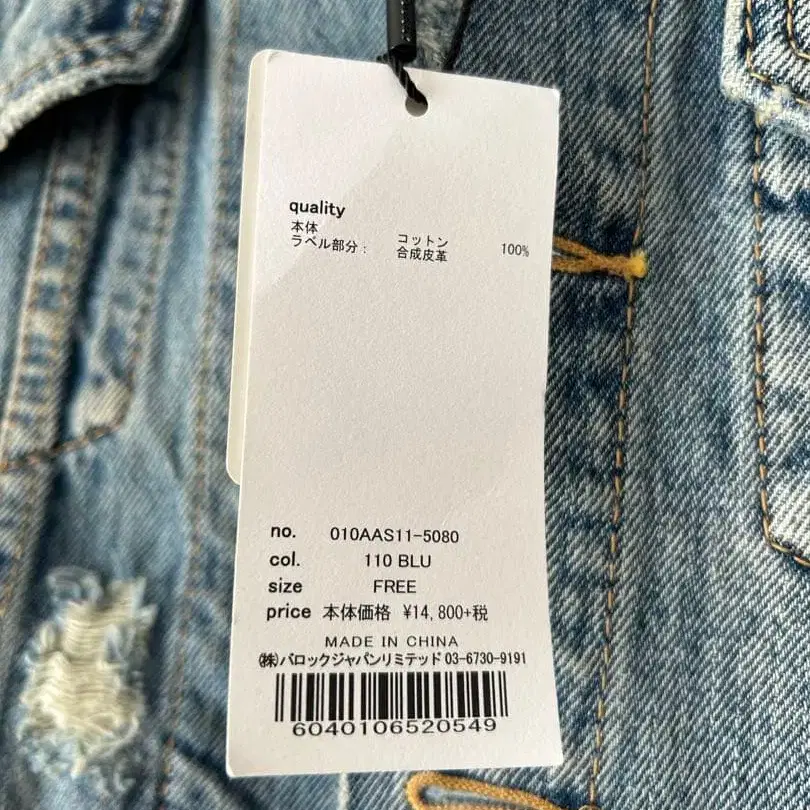 quality
本体 コットン 100%
ラベル部分： 合成皮革
no. 010AAS11-5080
col. 110 BLU
size FREE
price 本体価格 ¥14,800+税
MADE IN CHINA
㈱バロックジャパンリミテッド 03-6730-9191
6040106520549